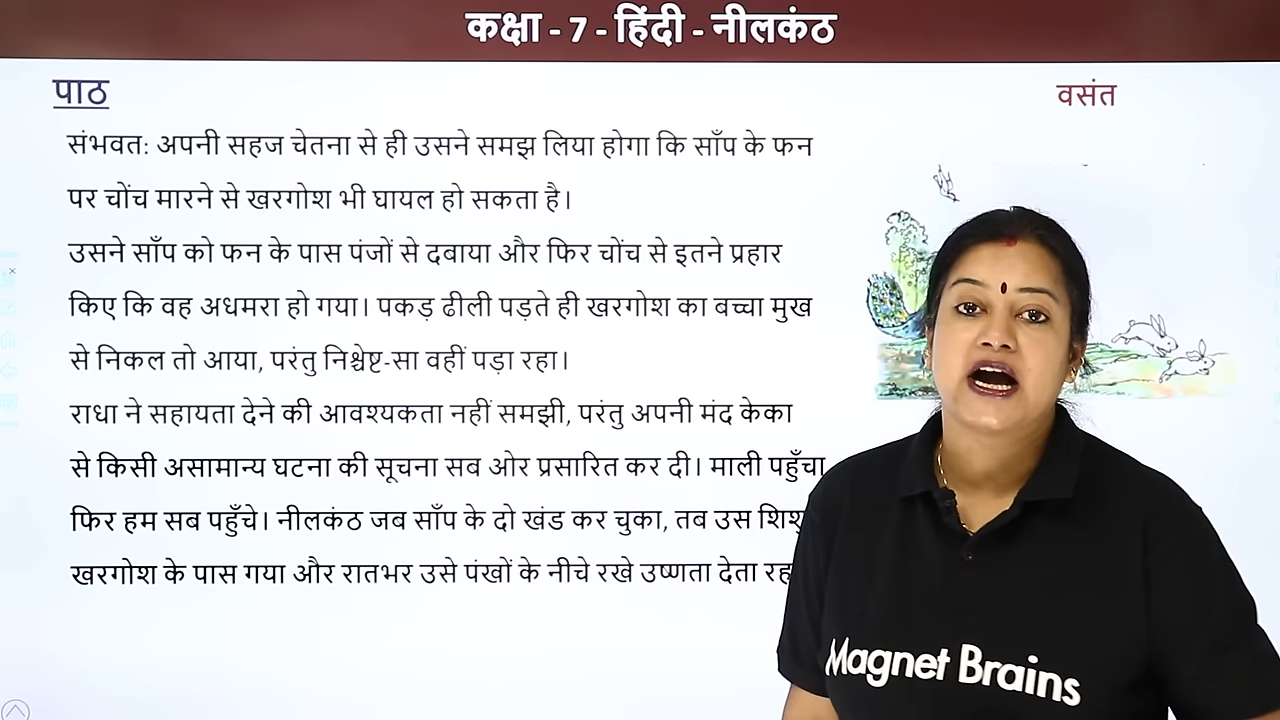 कक्षा - 7 - हिंदी - नीलकंठ
पाठ
वसंत
संभवत: अपनी सहज चेतना से ही उसने समझ लिया होगा कि साँप के फन
पर चोंच मारने से खरगोश भी घायल हो सकता है।
उसने साँप को फन के पास पंजों से दबाया और फिर चोंच से इतने प्रहार
किए कि वह अधमरा हो गया। पकड़ ढीली पड़ते ही खरगोश का बच्चा मुख
से निकल तो आया, परंतु निश्चेष्ट-सा वहीं पड़ा रहा।
राधा ने सहायता देने की आवश्यकता नहीं समझी, परंतु अपनी मंद केका
से किसी असामान्य घटना की सूचना सब ओर प्रसारित कर दी। माली पहुँचा
फिर हम सब पहुँचे। नीलकंठ जब साँप के दो खंड कर चुका, तब उस
खरगोश के पास गया और रातभर उसे पंखों के नीचे रखे उष्णता देता
Magnet Brains